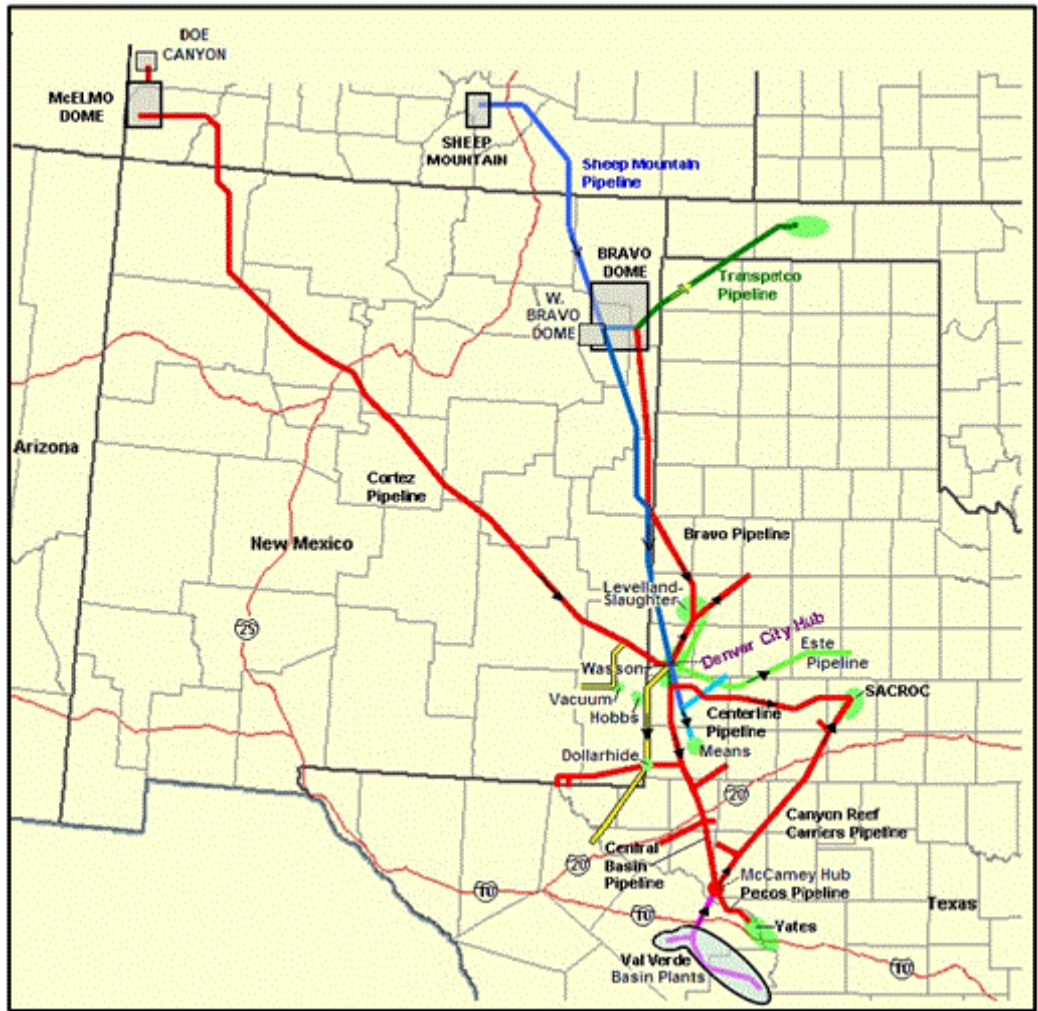 DOE
CANYON
McELMO
DOME
SHEEP
MOUNTAIN
Sheep Mountain
Pipeline
BRAVO
DOME
Transpetco
Pipeline
W.
BRAVO
DOME
Arizona
Cortez
Pipeline
New Mexico
Bravo Pipeline
Levelland-
Slaughter
25
Denver City Hub
Este
Pipeline
Wasson
Vacuum
Hobbs
SACROC
Centerline
Pipeline
Means
Dollarhide
20
Canyon Reef
Carriers Pipeline
Central
Basin
Pipeline
20
McCamey Hub
Pecos Pipeline
10
Texas
10
Yates
Val Verde
Basin Plants
10